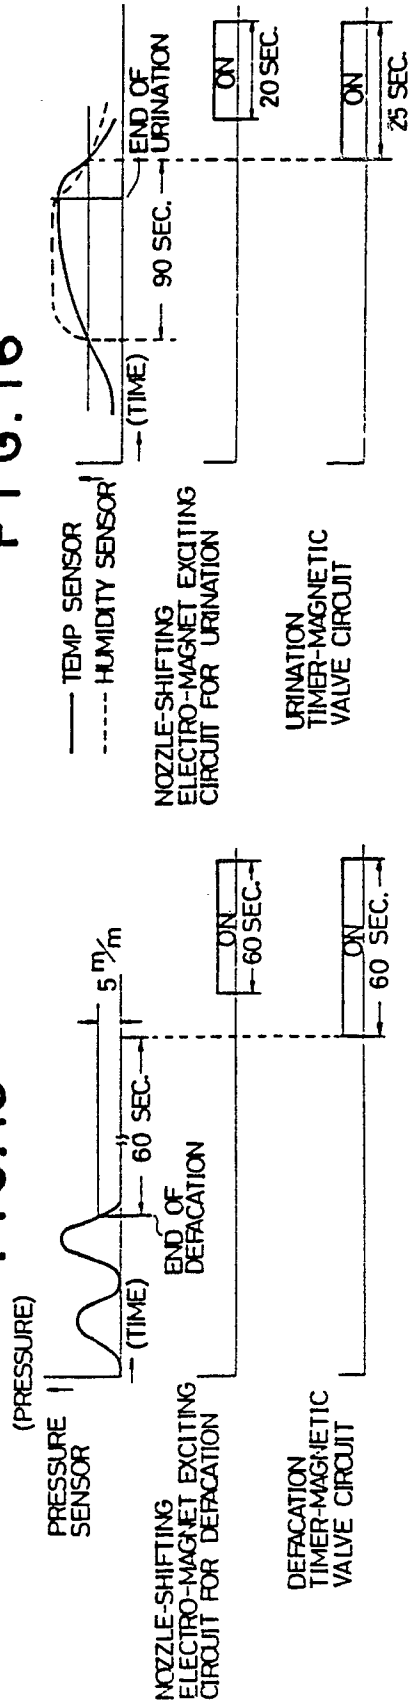 (PRESSURE)
PRESSURE
SENSOR
(TIME)
5 m/m
60 SEC.
END OF
DEFACATION
NOZZLE-SHIFTING
ELECTRO-MAGNET EXCITING
CIRCUIT FOR DEFACATION
ON
60 SEC.
DEFACATION
TIMER-MAGNETIC
VALVE CIRCUIT
ON
60 SEC.
FIG.16
TEMP SENSOR
HUMIDITY SENSOR
(TIME)
90 SEC.
END OF
URINATION
NOZZLE-SHIFTING
ELECTRO-MAGNET EXCITING
CIRCUIT FOR URINATION
ON
20 SEC.
URINATION
TIMER-MAGNETIC
VALVE CIRCUIT
ON
25 SEC.